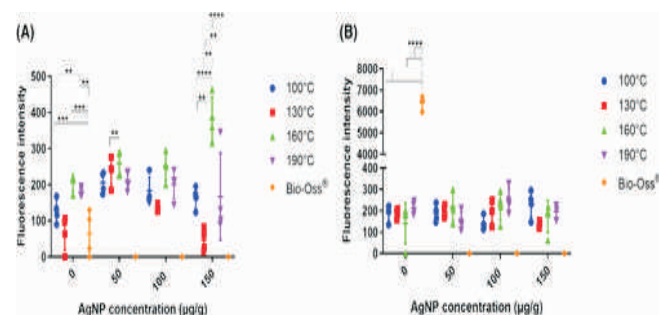 (A)
****
**
**
**
**
****
***
***
**
**
Fluorescence intensity
500
400
300
200
100
0
0
50
100
150
AgNP concentration (µg/g)
100°C
130°C
160°C
190°C
Bio-Oss®
(B)
****
Fluorescence intensity
8000
7000
6000
5000
4000
400
300
200
100
0
0
50
100
150
AgNP concentration (µg/g)
100°C
130°C
160°C
190°C
Bio-Oss®